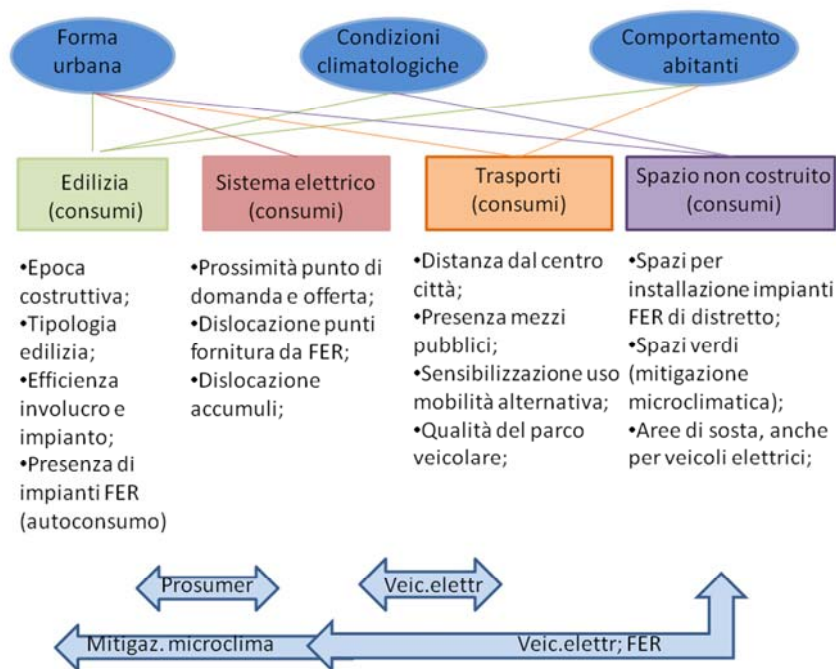 Forma
urbana
Condizioni
climatologiche
Comportamento
abitanti
Edilizia
(consumi)
Sistema elettrico
(consumi)
Trasporti
(consumi)
Spazio non costruito
(consumi)
•Epoca
costruttiva;
•Tipologia
edilizia;
•Efficienza
involucro e
impianto;
•Presenza di
impianti FER
(autoconsumo)
•Prossimità punto di
domanda e offerta;
•Dislocazione punti
fornitura da FER;
•Dislocazione
accumuli;
•Distanza dal centro
città;
•Presenza mezzi
pubblici;
•Sensibilizzazione uso
mobilità alternativa;
•Qualità del parco
veicolare;
•Spazi per
installazione impianti
FER di distretto;
•Spazi verdi
(mitigazione
microclimatica);
•Aree di sosta, anche
per veicoli elettrici;
Prosumer
Veic.elettr
Mitigaz. microclima
Veic.elettr; FER